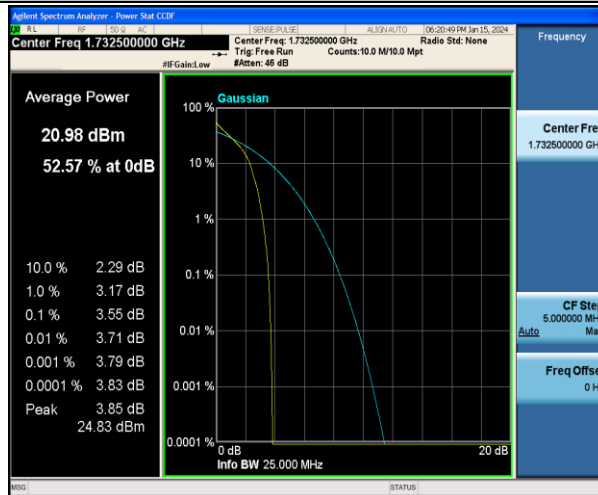 Agilent Spectrum Analyzer - Power Stat CCDF
RL RF 50 Ω AC SENSE:PULSE ALIGN AUTO 06:20:49 PM Jan 15, 2024
Center Freq 1.732500000 GHz
Center Freq: 1.732500000 GHz Radio Std: None
Trig: Free Run Counts:10.0 M/10.0 Mpt
#IFGain:Low #Atten: 46 dB
Frequency
Average Power
20.98 dBm
52.57 % at 0dB
10.0 % 2.29 dB
1.0 % 3.17 dB
0.1 % 3.55 dB
0.01 % 3.71 dB
0.001 % 3.79 dB
0.0001 % 3.83 dB
Peak 3.85 dB
24.83 dBm
Gaussian
100 %
10 %
1 %
0.1 %
0.01 %
0.001 %
0.0001 %
0 dB 20 dB
Info BW 25.000 MHz
Center Fre
1.732500000 GH
CF Ste
5.000000 MH
Auto Ma
Freq Offse
0 H
MSG STATUS